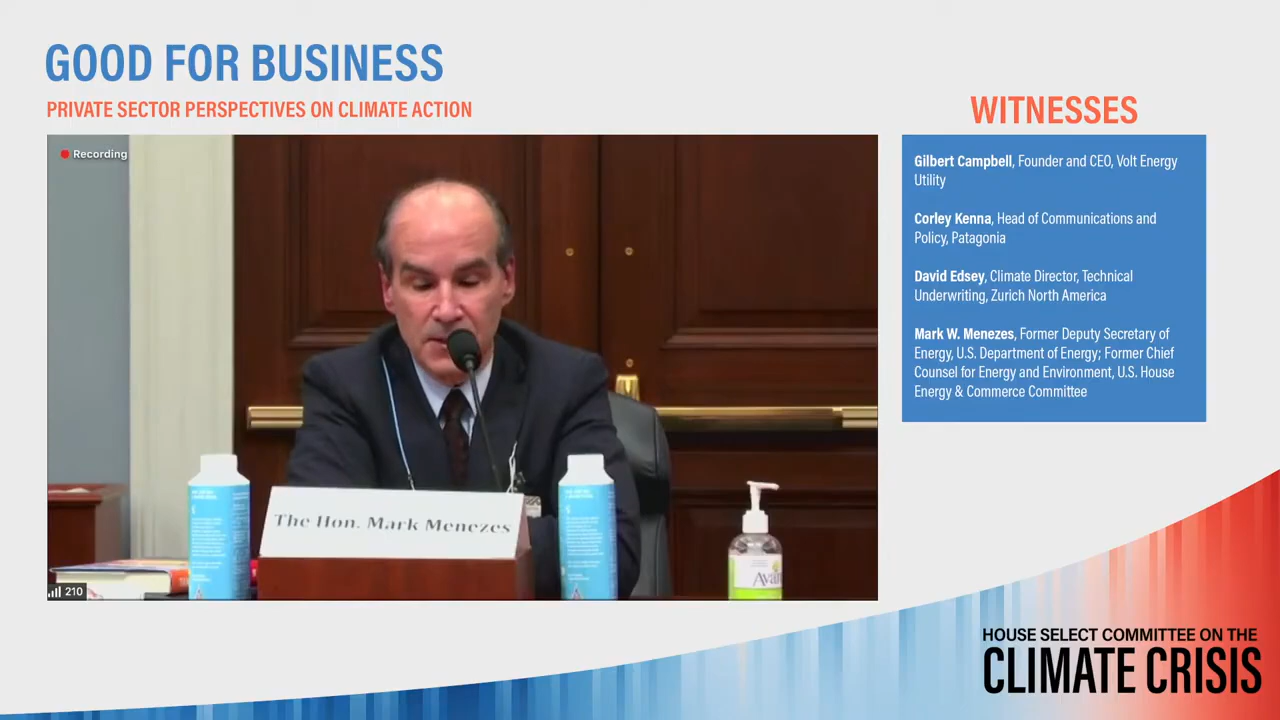 GOOD FOR BUSINESS
PRIVATE SECTOR PERSPECTIVES ON CLIMATE ACTION
Recording
The Hon. Mark Menezes
210
WITNESSES
Gilbert Campbell, Founder and CEO, Volt Energy
Utility
Corley Kenna, Head of Communications and
Policy, Patagonia
David Edsey, Climate Director, Technical
Underwriting, Zurich North America
Mark W. Menezes, Former Deputy Secretary of
Energy, U.S. Department of Energy; Former Chief
Counsel for Energy and Environment, U.S. House
Energy & Commerce Committee
HOUSE SELECT COMMITTEE ON THE
CLIMATE CRISIS